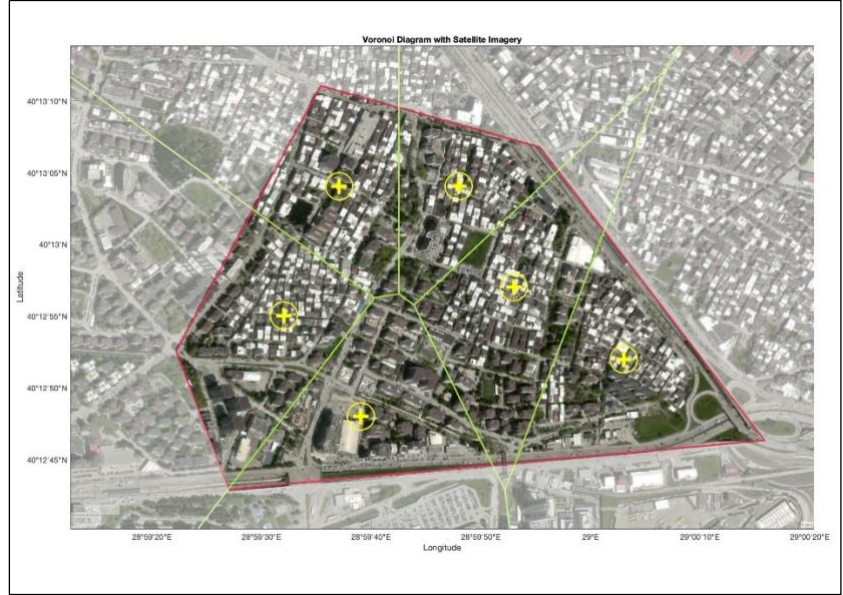 Voronoi Diagram with Satellite Imagery
40°13'10"N
40°13'05"N
40°13'N
40°12'55"N
40°12'50"N
40°12'45"N
Latitude
28°59'20"E
28°59'30"E
28°59'40"E
28°59'50"E
29°E
29°00'10"E
29°00'20"E
Longitude